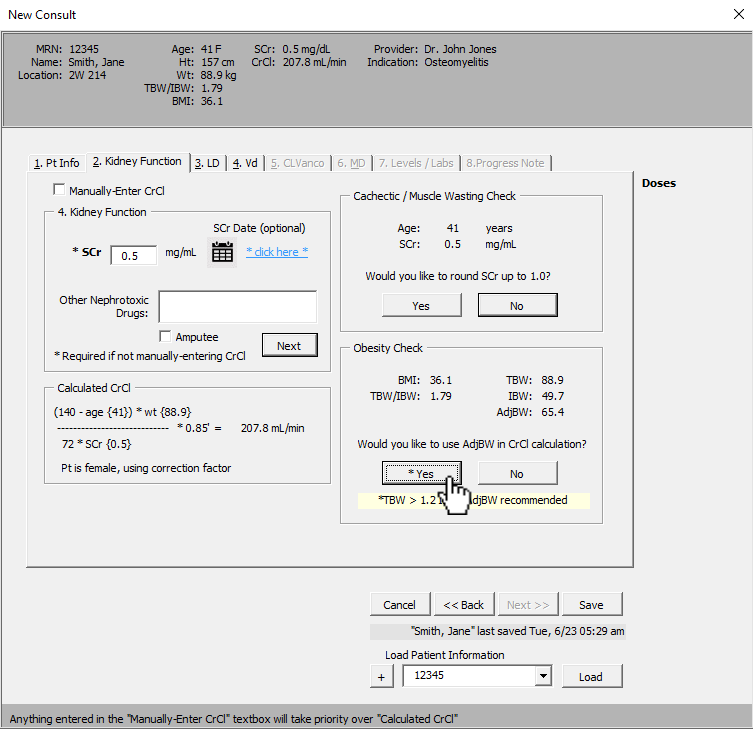 New Consult
MRN: 12345 Age: 41 F SCr: 0.5 mg/dL Provider: Dr. John Jones
Name: Smith, Jane Ht: 157 cm CrCl: 207.8 mL/min Indication: Osteomyelitis
Location: 2W 214 Wt: 88.9 kg
TBW/IBW: 1.79
BMI: 36.1
1. Pt Info 2. Kidney Function 3. LD 4. Vd 5. CLVanco 6. MD 7. Levels / Labs 8.Progress Note
Doses
Manually-Enter CrCl
4. Kidney Function
SCr Date (optional)
* SCr 0.5 mg/mL * click here *
Other Nephrotoxic
Drugs:
Amputee
* Required if not manually-entering CrCl
Next
Calculated CrCl
(140 - age {41}) * wt {88.9}
---------------------------- * 0.85' = 207.8 mL/min
72 * SCr {0.5}
Pt is female, using correction factor
Cachectic / Muscle Wasting Check
Age: 41 years
SCr: 0.5 mg/mL
Would you like to round SCr up to 1.0?
Yes No
Obesity Check
BMI: 36.1 TBW: 88.9
TBW/IBW: 1.79 IBW: 49.7
AdjBW: 65.4
Would you like to use AdjBW in CrCl calculation?
* Yes No
*TBW > 1.2 djBW recommended
Cancel << Back Next >> Save
"Smith, Jane" last saved Tue, 6/23 05:29 am
Load Patient Information
+ 12345 Load
Anything entered in the "Manually-Enter CrCl" textbox will take priority over "Calculated CrCl"